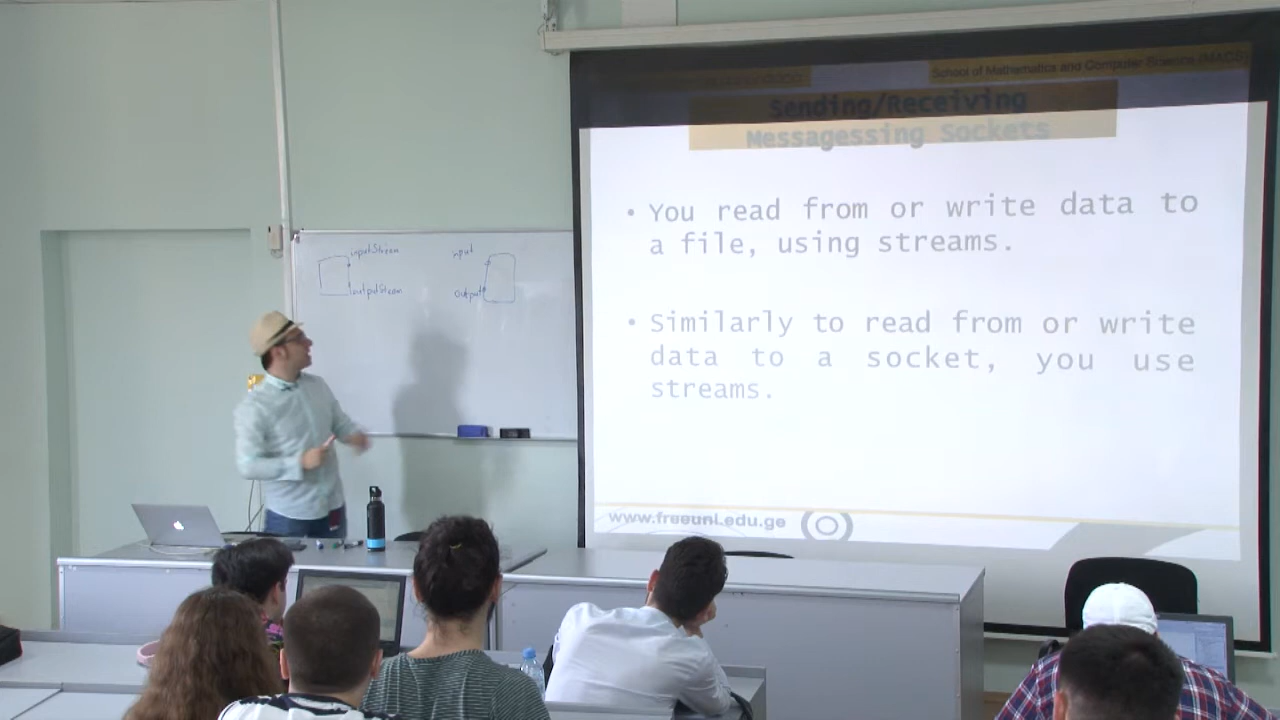 School of Mathematics and Computer Science (MACS)
Sending/Receiving
Messagessing Sockets
• You read from or write data to
a file, using streams.
• Similarly to read from or write
data to a socket, you use
streams.
www.freeuni.edu.ge
inputStream
outputStream
input
output